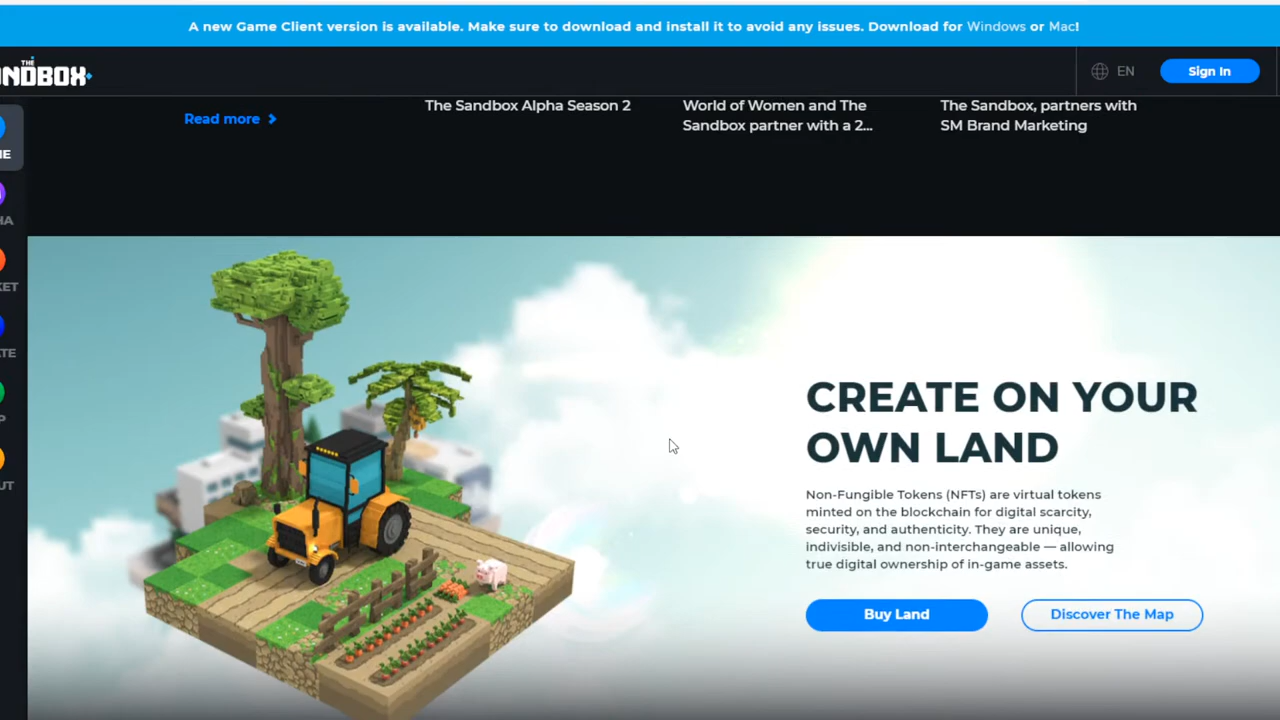 A new Game Client version is available. Make sure to download and install it to avoid any issues. Download for Windows or Mac!
THE
NDBOX
EN
Sign In
Read more
The Sandbox Alpha Season 2
World of Women and The
Sandbox partner with a 2...
The Sandbox, partners with
SM Brand Marketing
CREATE ON YOUR
OWN LAND
Non-Fungible Tokens (NFTs) are virtual tokens
minted on the blockchain for digital scarcity,
security, and authenticity. They are unique,
indivisible, and non-interchangeable — allowing
true digital ownership of in-game assets.
Buy Land
Discover The Map